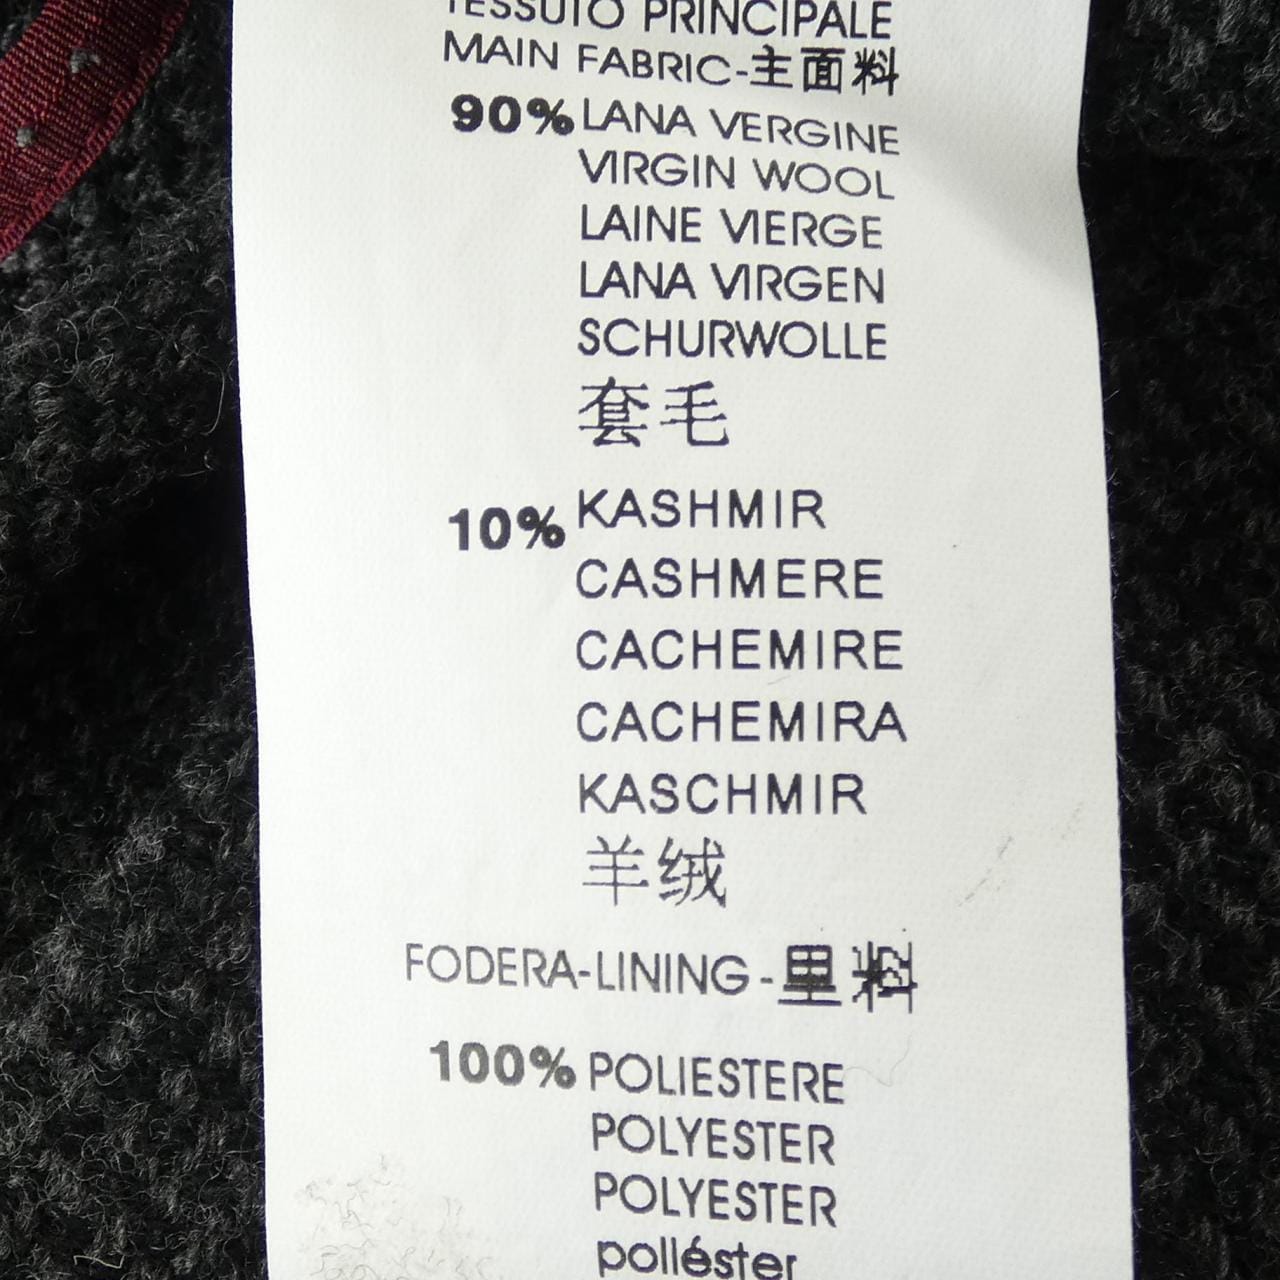 TESSUTO PRINCIPALE
MAIN FABRIC-主面料
90% LANA VERGINE
VIRGIN WOOL
LAINE VIERGE
LANA VIRGEN
SCHURWOLLE
套毛
10% KASHMIR
CASHMERE
CACHEMIRE
CACHEMIRA
KASCHMIR
羊绒
FODERA-LINING-里料
100% POLIESTERE
POLYESTER
POLYESTER
poliéster